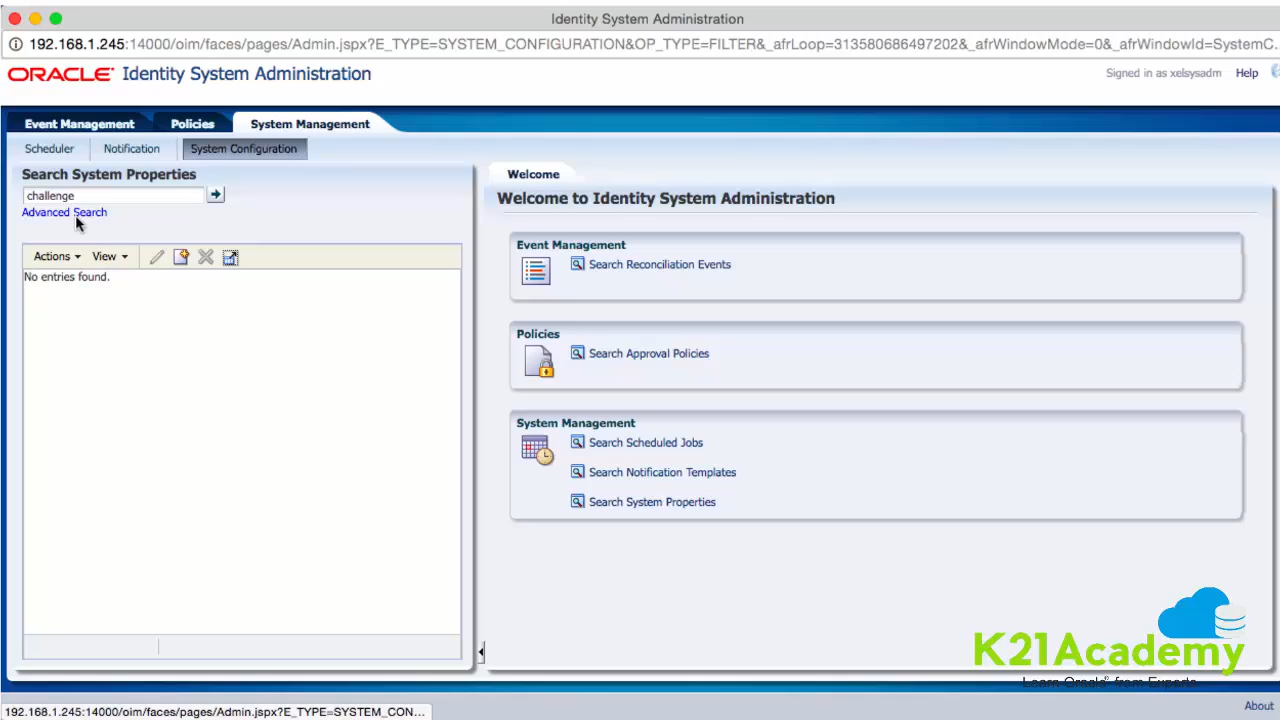 Identity System Administration
192.168.1.245:14000/oim/faces/pages/Admin.jspx?E_TYPE=SYSTEM_CONFIGURATION&OP_TYPE=FILTER&_afrLoop=313580686497202&_afrWindowMode=0&_afrWindowId=SystemC...
ORACLE Identity System Administration
Signed in as xelsysadm Help
Event Management Policies System Management
Scheduler Notification System Configuration
Search System Properties
challenge
Advanced Search
Actions View
No entries found.
Welcome
Welcome to Identity System Administration
Event Management
Search Reconciliation Events
Policies
Search Approval Policies
System Management
Search Scheduled Jobs
Search Notification Templates
Search System Properties
K21Academy
Learn Oracle from Experts
About
192.168.1.245:14000/oim/faces/pages/Admin.jspx?E_TYPE=SYSTEM_CON...